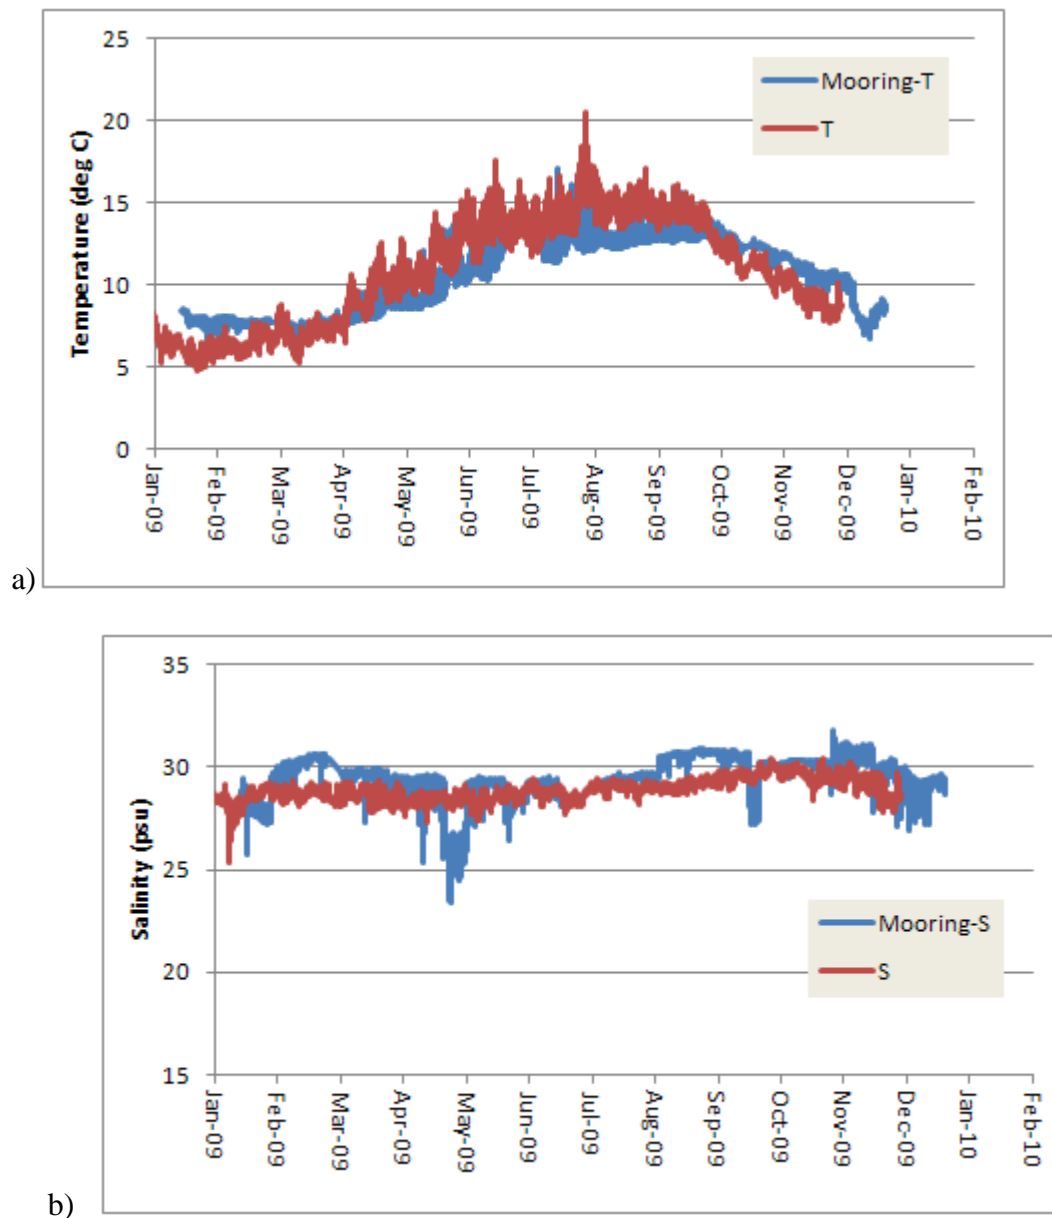 25
20
15
10
5
0
Temperature (deg C)
Mooring-T
T
Jan-09
Feb-09
Mar-09
Apr-09
May-09
Jun-09
Jul-09
Aug-09
Sep-09
Oct-09
Nov-09
Dec-09
Jan-10
Feb-10
a)
35
30
25
20
15
Salinity (psu)
Mooring-S
S
Jan-09
Feb-09
Mar-09
Apr-09
May-09
Jun-09
Jul-09
Aug-09
Sep-09
Oct-09
Nov-09
Dec-09
Jan-10
Feb-10
b)